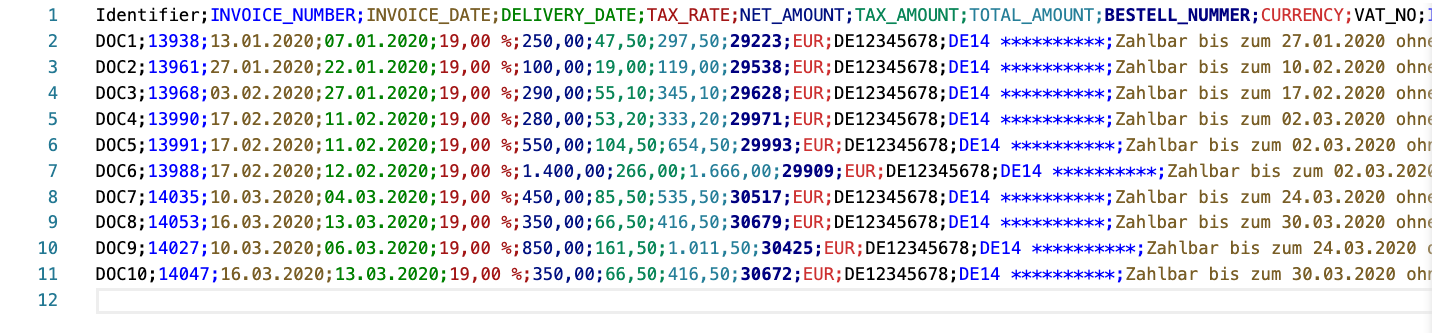 1 Identifier;INVOICE_NUMBER;INVOICE_DATE;DELIVERY_DATE;TAX_RATE;NET_AMOUNT;TAX_AMOUNT;TOTAL_AMOUNT;BESTELL_NUMMER;CURRENCY;VAT_NO;
2 DOC1;13938;13.01.2020;07.01.2020;19,00 %;250,00;47,50;297,50;29223;EUR;DE12345678;DE14 **********;Zahlbar bis zum 27.01.2020 ohne
3 DOC2;13961;27.01.2020;22.01.2020;19,00 %;100,00;19,00;119,00;29538;EUR;DE12345678;DE14 **********;Zahlbar bis zum 10.02.2020 ohne
4 DOC3;13968;03.02.2020;27.01.2020;19,00 %;290,00;55,10;345,10;29628;EUR;DE12345678;DE14 **********;Zahlbar bis zum 17.02.2020 ohne
5 DOC4;13990;17.02.2020;11.02.2020;19,00 %;280,00;53,20;333,20;29971;EUR;DE12345678;DE14 **********;Zahlbar bis zum 02.03.2020 ohne
6 DOC5;13991;17.02.2020;11.02.2020;19,00 %;550,00;104,50;654,50;29993;EUR;DE12345678;DE14 **********;Zahlbar bis zum 02.03.2020 ohn
7 DOC6;13988;17.02.2020;12.02.2020;19,00 %;1.400,00;266,00;1.666,00;29909;EUR;DE12345678;DE14 **********;Zahlbar bis zum 02.03.2020
8 DOC7;14035;10.03.2020;04.03.2020;19,00 %;450,00;85,50;535,50;30517;EUR;DE12345678;DE14 **********;Zahlbar bis zum 24.03.2020 ohne
9 DOC8;14053;16.03.2020;13.03.2020;19,00 %;350,00;66,50;416,50;30679;EUR;DE12345678;DE14 **********;Zahlbar bis zum 30.03.2020 ohne
10 DOC9;14027;10.03.2020;06.03.2020;19,00 %;850,00;161,50;1.011,50;30425;EUR;DE12345678;DE14 **********;Zahlbar bis zum 24.03.2020
11 DOC10;14047;16.03.2020;13.03.2020;19,00 %;350,00;66,50;416,50;30672;EUR;DE12345678;DE14 **********;Zahlbar bis zum 30.03.2020 ohn
12